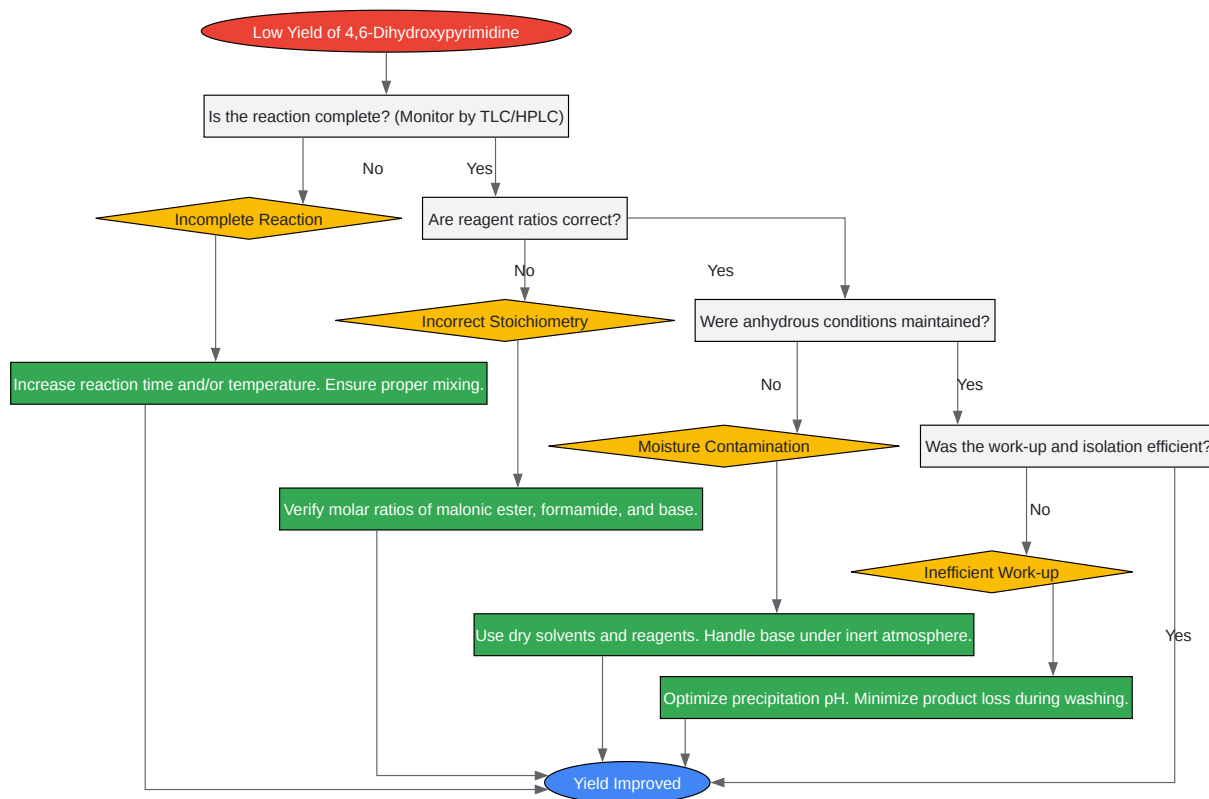 Low Yield of 4,6-Dihydroxypyrimidine
Is the reaction complete? (Monitor by TLC/HPLC)
No
Yes
Incomplete Reaction
Are reagent ratios correct?
No
Yes
Incorrect Stoichiometry
Were anhydrous conditions maintained?
Increase reaction time and/or temperature. Ensure proper mixing.
No
Yes
Moisture Contamination
Was the work-up and isolation efficient?
Verify molar ratios of malonic ester, formamide, and base.
No
Inefficient Work-up
Use dry solvents and reagents. Handle base under inert atmosphere.
Yes
Optimize precipitation pH. Minimize product loss during washing.
Yield Improved